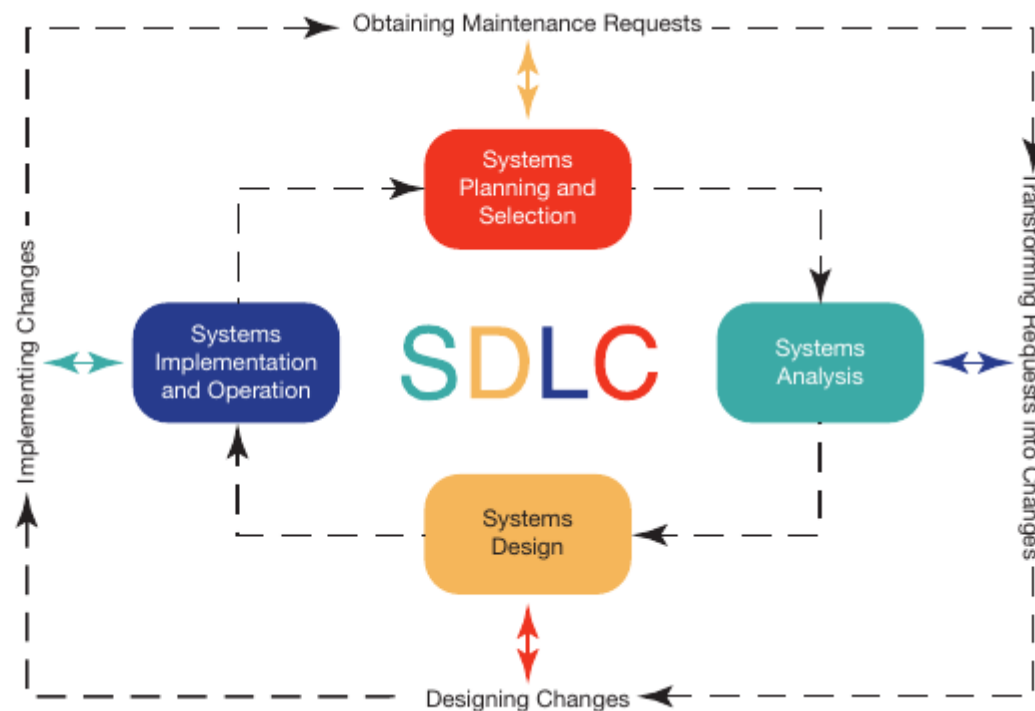 Obtaining Maintenance Requests
Systems
Planning and
Selection
Transforming Requests Into Changes
Implementing Changes
Systems
Implementation
and Operation
SDLC
Systems
Analysis
Systems
Design
Designing Changes